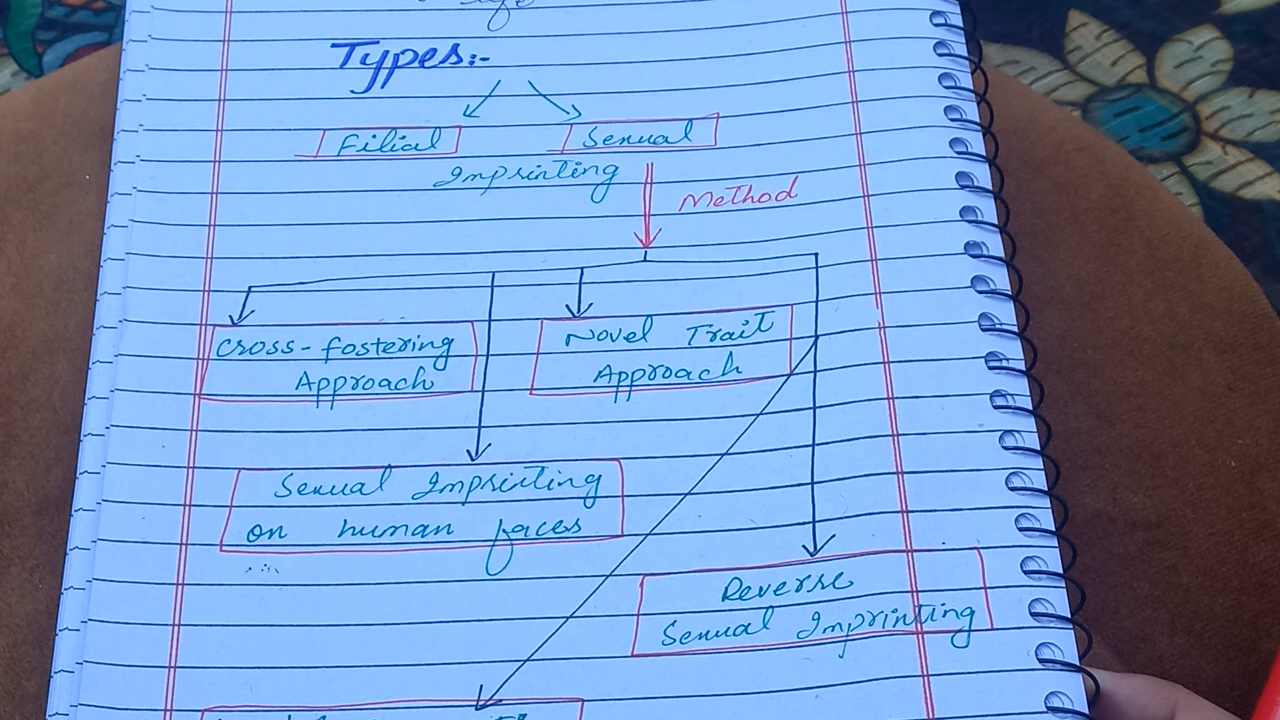 life
Types:-
Filial
Sexual
Imprinting
Method
Cross-fostering
Approach
Novel Trait
Approach
Sexual Imprinting
on human faces
Reverse
Sexual Imprinting